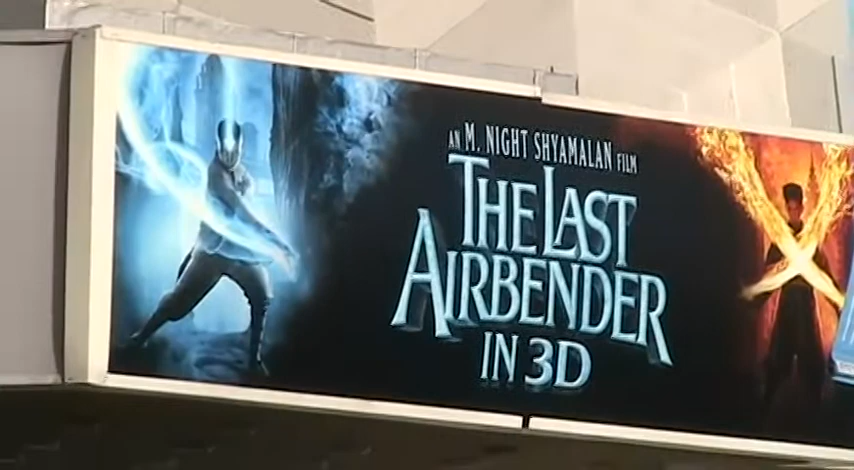 AN M. NIGHT SHYAMALAN FILM
THE LAST
AIRBENDER
IN 3D